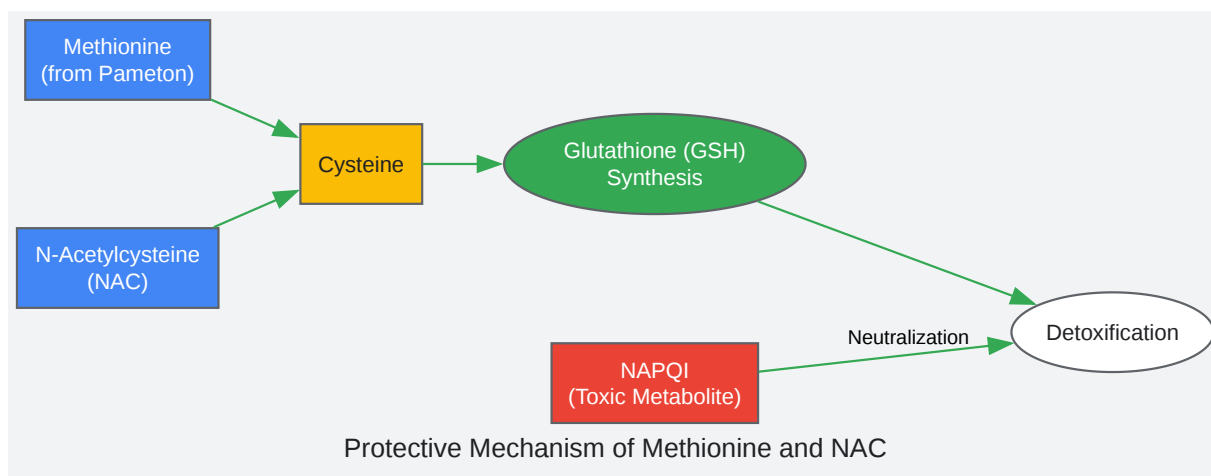 Methionine
(from Pameton)
Cysteine
Glutathione (GSH)
Synthesis
N-Acetylcysteine
(NAC)
Neutralization
Detoxification
NAPQI
(Toxic Metabolite)
Protective Mechanism of Methionine and NAC